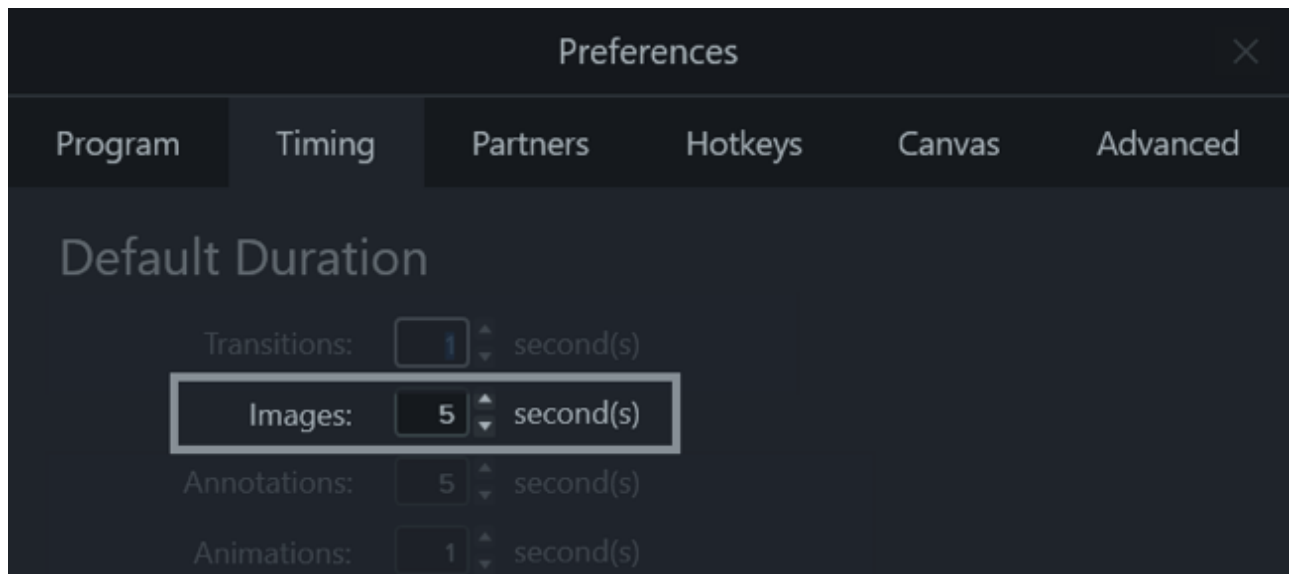 Preferences
Program Timing Partners Hotkeys Canvas Advanced
Default Duration
Transitions: 1 second(s)
Images: 5 second(s)
Annotations: 5 second(s)
Animations: 1 second(s)